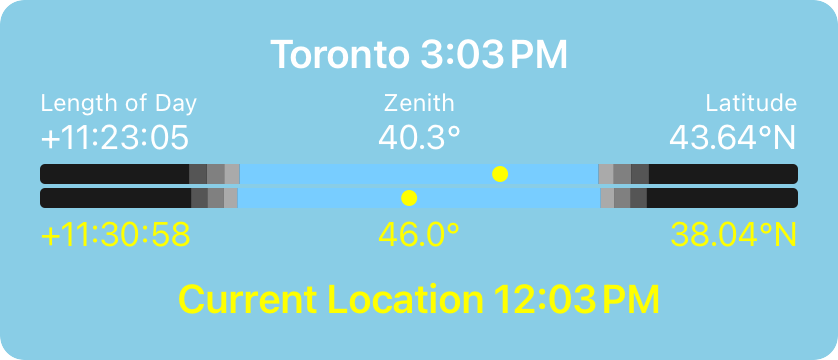 Toronto 3:03 PM
Length of Day Zenith Latitude
+11:23:05 40.3° 43.64°N
+11:30:58 46.0° 38.04°N
Current Location 12:03 PM